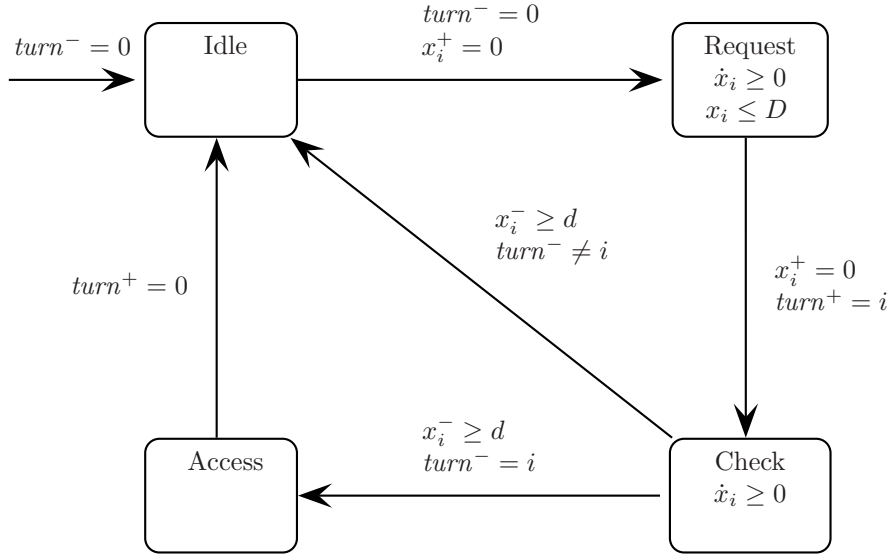 turn⁻ = 0
Idle
turn⁻ = 0
xᵢ⁺ = 0
Request
ẋᵢ ≥ 0
xᵢ ≤ D
xᵢ⁻ ≥ d
turn⁻ ≠ i
turn⁺ = 0
xᵢ⁺ = 0
turn⁺ = i
Access
xᵢ⁻ ≥ d
turn⁻ = i
Check
ẋᵢ ≥ 0